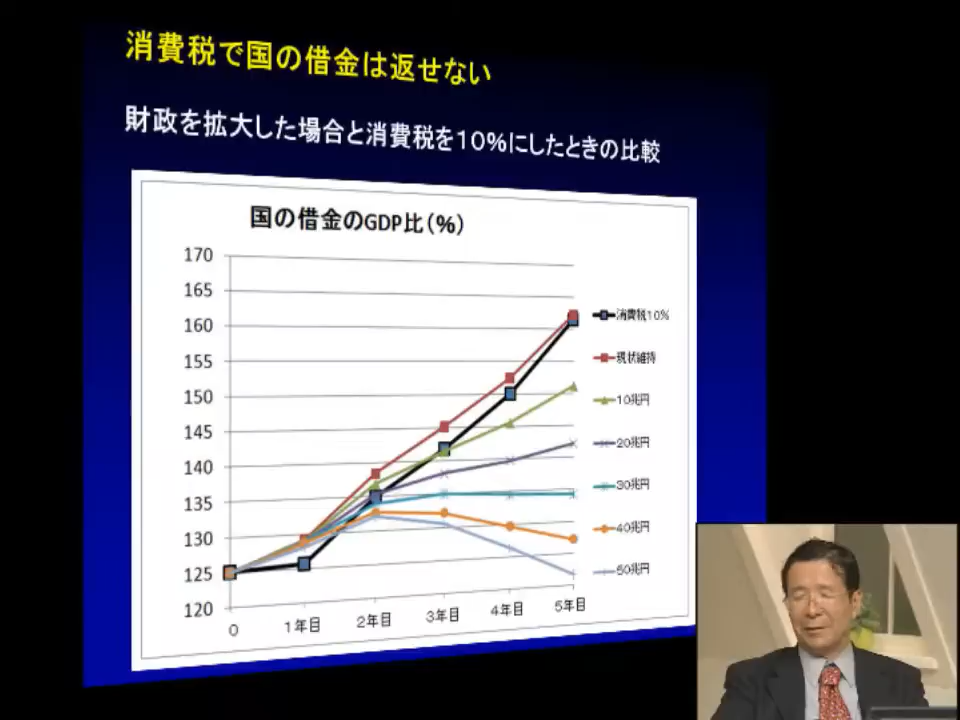 消費税で国の借金は返せない
財政を拡大した場合と消費税を10%にしたときの比較
国の借金のGDP比(%)
170
165
160
155
150
145
140
135
130
125
120
0
1年目
2年目
3年目
4年目
5年目
消費税10%
現状維持
10兆円
20兆円
30兆円
40兆円
50兆円